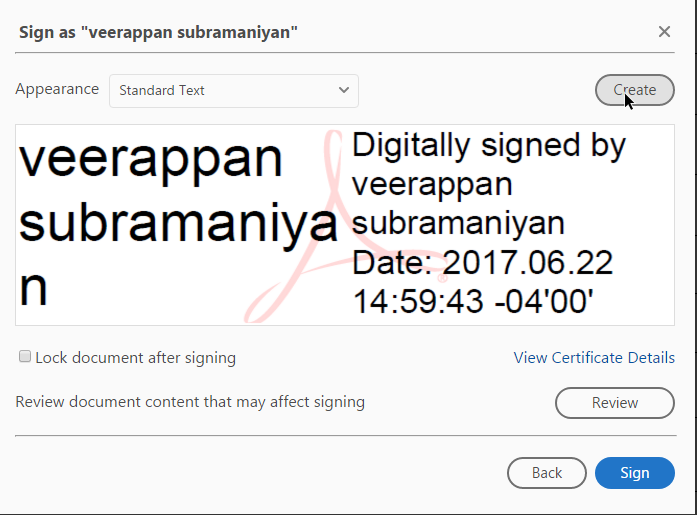 Sign as "veerappan subramaniyan"
Appearance
Standard Text
Create
veerappan
subramaniya
n
Digitally signed by
veerappan
subramaniyan
Date: 2017.06.22
14:59:43 -04'00'
Lock document after signing
View Certificate Details
Review document content that may affect signing
Review
Back
Sign